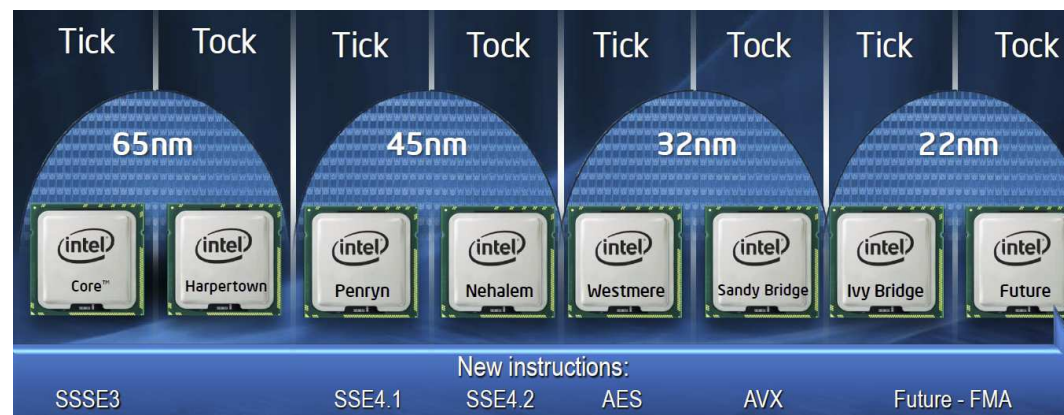 Tick Tock Tick Tock Tick Tock Tick Tock
65nm 45nm 32nm 22nm
intel intel intel intel intel intel intel intel
Core™ Harpertown Penryn Nehalem Westmere Sandy Bridge Ivy Bridge Future
New instructions:
SSSE3 SSE4.1 SSE4.2 AES AVX Future - FMA